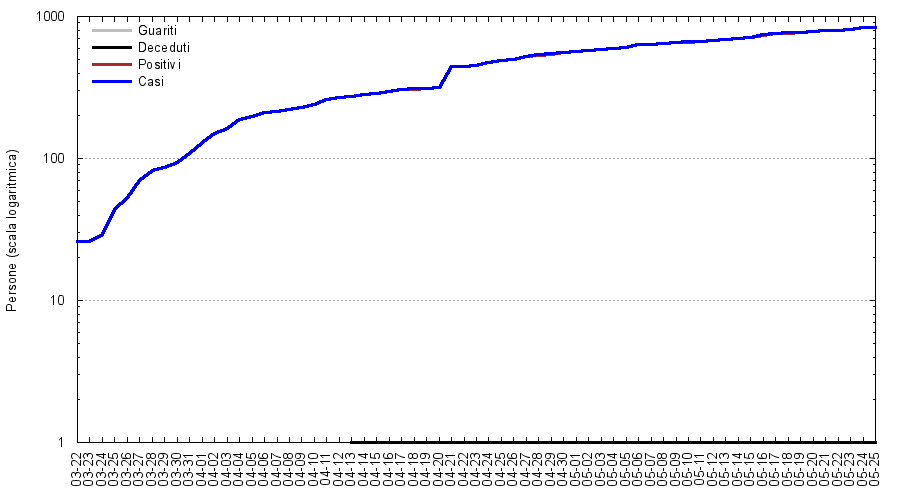 1000
Guariti
Deceduti
Positivi
Casi
100
Persone (scala logaritmica)
10
1
03-22 03-23 03-24 03-25 03-26 03-27 03-28 03-29 03-30 03-31 04-01 04-02 04-03 04-04 04-05 04-06 04-07 04-08 04-09 04-10 04-11 04-12 04-13 04-14 04-15 04-16 04-17 04-18 04-19 04-20 04-21 04-22 04-23 04-24 04-25 04-26 04-27 04-28 04-29 04-30 05-01 05-02 05-03 05-04 05-05 05-06 05-07 05-08 05-09 05-10 05-11 05-12 05-13 05-14 05-15 05-16 05-17 05-18 05-19 05-20 05-21 05-22 05-23 05-24 05-25